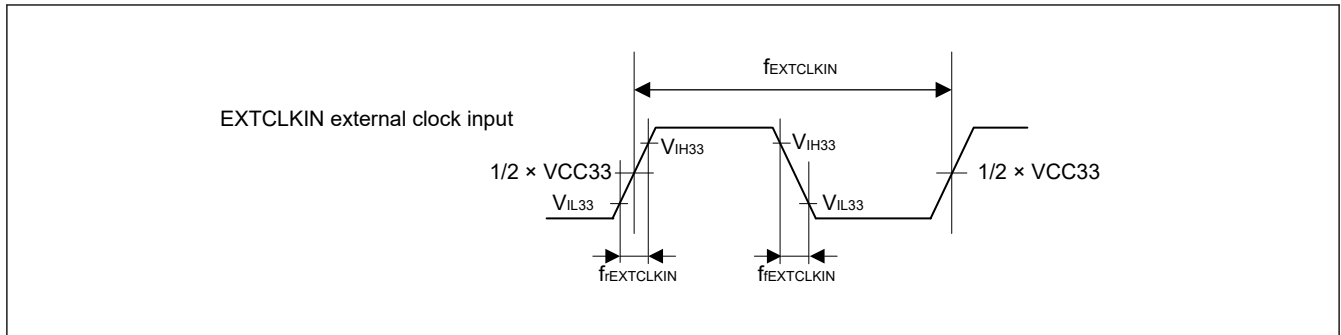 fEXTCLKIN
EXTCLKIN external clock input
VIH33
VIH33
1/2 × VCC33
1/2 × VCC33
VIL33
VIL33
frEXTCLKIN
ffEXTCLKIN